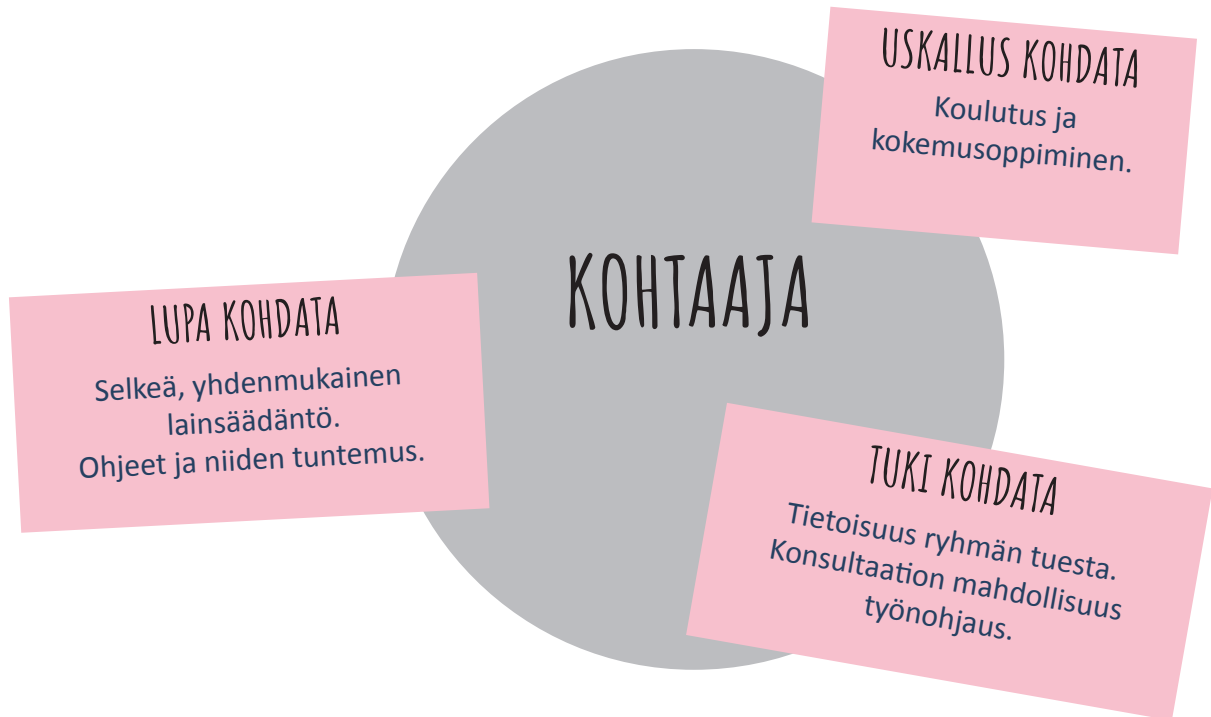 USKALLUS KOHDATA
Koulutus ja
kokemusoppiminen.
KOHTAAJA
LUPA KOHDATA
Selkeä, yhdenmukainen
lainsäädäntö.
Ohjeet ja niiden tuntemus.
TUKI KOHDATA
Tietoisuus ryhmän tuesta.
Konsultaation mahdollisuus
työnohjaus.